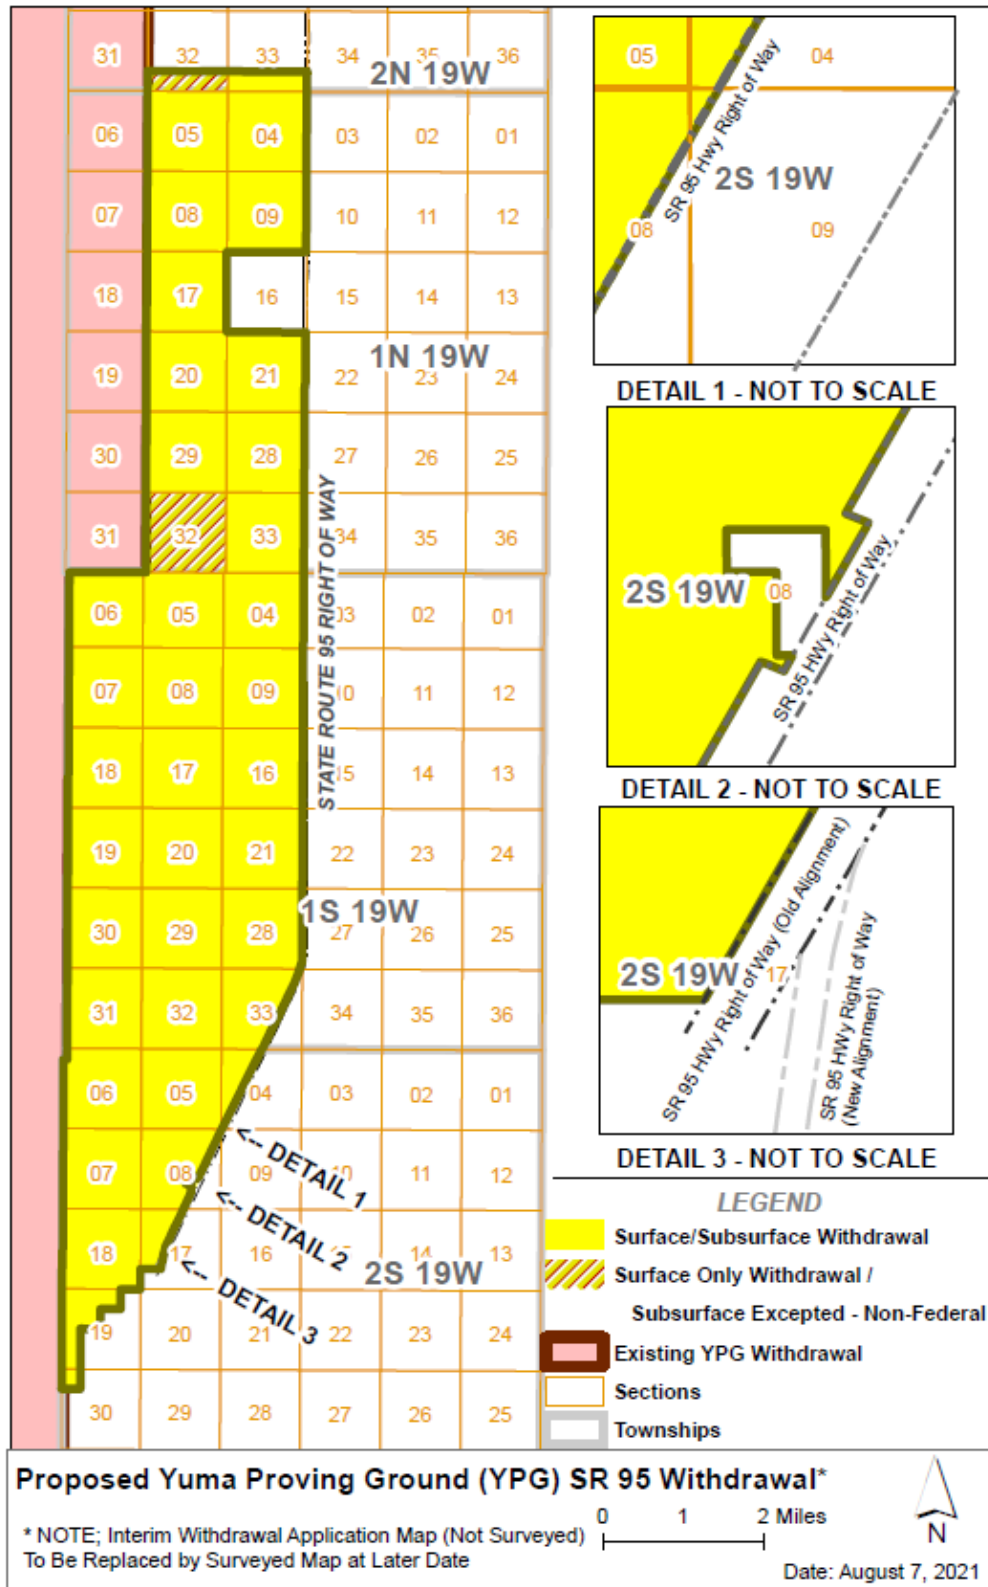 31 32 33 34 35 36
2N 19W
06 05 04 03 02 01
07 08 09 10 11 12
18 17 16 15 14 13
1N 19W
19 20 21 22 23 24
30 29 28 27 26 25
31 32 33 34 35 36
STATE ROUTE 95 RIGHT OF WAY
06 05 04 03 02 01
07 08 09 10 11 12
18 17 16 15 14 13
19 20 21 22 23 24
1S 19W
30 29 28 27 26 25
31 32 33 34 35 36
06 05 04 03 02 01
<-- DETAIL 1
07 08 09 10 11 12
<-- DETAIL 2
18 17 16 15 14 13
2S 19W
<-- DETAIL 3
19 20 21 22 23 24
30 29 28 27 26 25
05 04
SR 95 Hwy Right of Way
2S 19W
08 09
DETAIL 1 - NOT TO SCALE
2S 19W
08
SR 95 HWy Right of Way
DETAIL 2 - NOT TO SCALE
2S 19W
17
SR 95 HWy Right of Way (Old Alignment)
SR 95 HWy Right of Way
(New Alignment)
DETAIL 3 - NOT TO SCALE
LEGEND
Surface/Subsurface Withdrawal
Surface Only Withdrawal /
Subsurface Excepted - Non-Federal
Existing YPG Withdrawal
Sections
Townships
Proposed Yuma Proving Ground (YPG) SR 95 Withdrawal*
* NOTE; Interim Withdrawal Application Map (Not Surveyed)
To Be Replaced by Surveyed Map at Later Date
0 1 2 Miles
N
Date: August 7, 2021